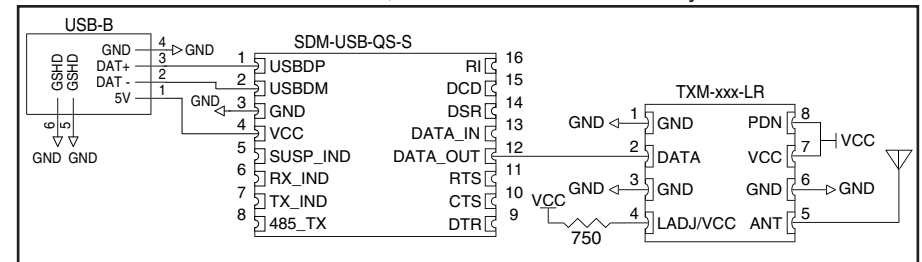 USB-B
GND 4 GND
DAT+ 3
DAT - 2
5V 1
GSHD
GSHD
6
5
GND GND
SDM-USB-QS-S
1 USBDP
2 USBDM
GND 3 GND
4 VCC
5 SUSP_IND
6 RX_IND
7 TX_IND
8 485_TX
RI 16
DCD 15
DSR 14
DATA_IN 13
DATA_OUT 12
RTS 11
CTS 10
DTR 9
TXM-xxx-LR
GND 1 GND
2 DATA
GND 3 GND
VCC 4 LADJ/VCC
750
PDN 8
VCC 7 VCC
GND 6 GND
ANT 5